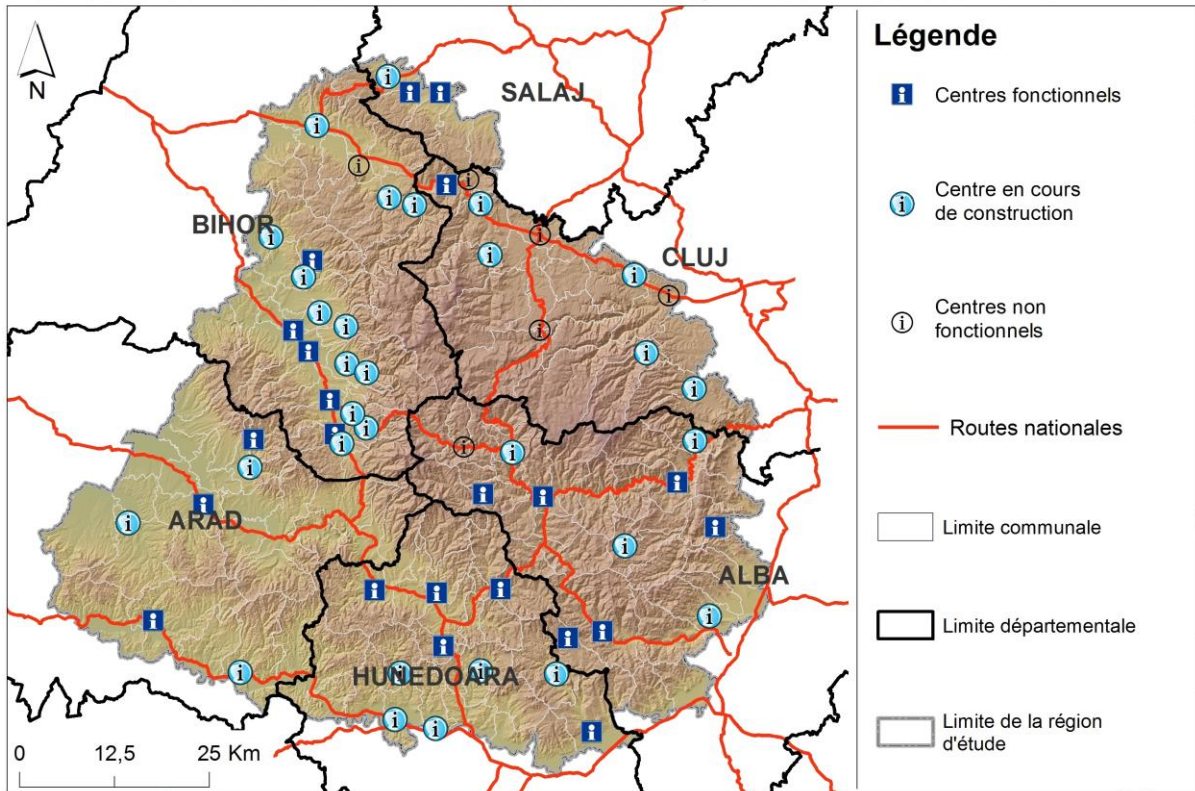 N
SALAJ
BIHOR
CLUJ
ARAD
ALBA
HUNEDOARA
0 12,5 25 Km
Légende
Centres fonctionnels
Centre en cours
de construction
Centres non
fonctionnels
Routes nationales
Limite communale
Limite départementale
Limite de la région
d'étude